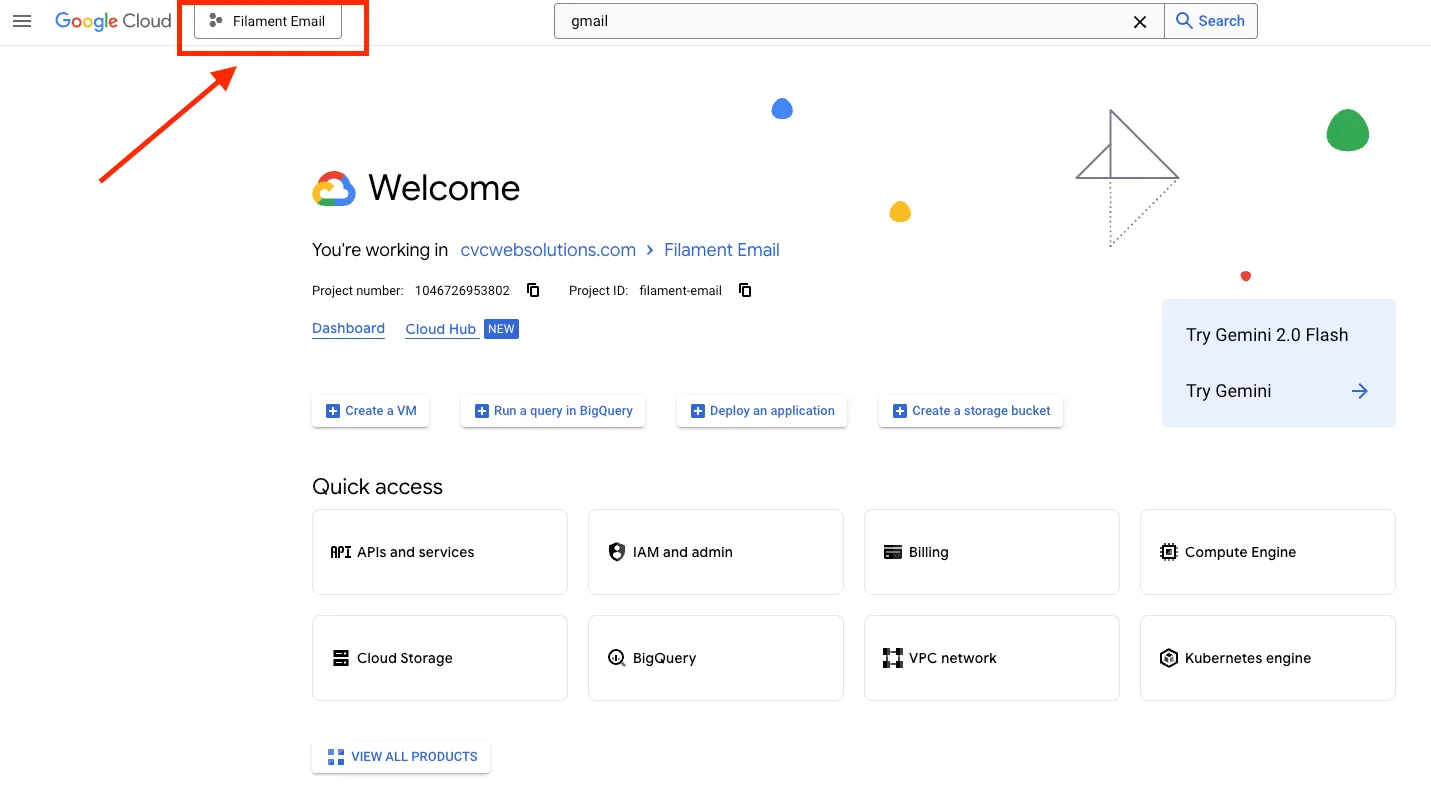 Google Cloud
Filament Email
gmail
Search
Welcome
You're working in cvcwebsolutions.com > Filament Email
Project number: 1046726953802 Project ID: filament-email
Dashboard Cloud Hub NEW
Try Gemini 2.0 Flash
Try Gemini
Create a VM
Run a query in BigQuery
Deploy an application
Create a storage bucket
Quick access
API APIs and services
IAM and admin
Billing
Compute Engine
Cloud Storage
BigQuery
VPC network
Kubernetes engine
VIEW ALL PRODUCTS